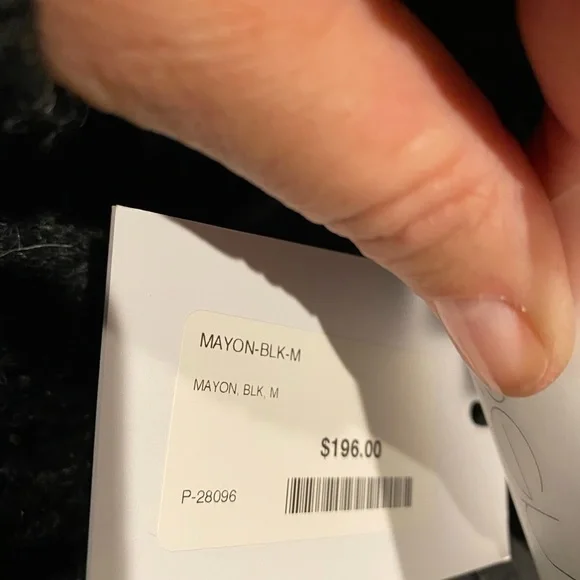 MAYON-BLK-M
MAYON, BLK, M
$196.00
P-28096